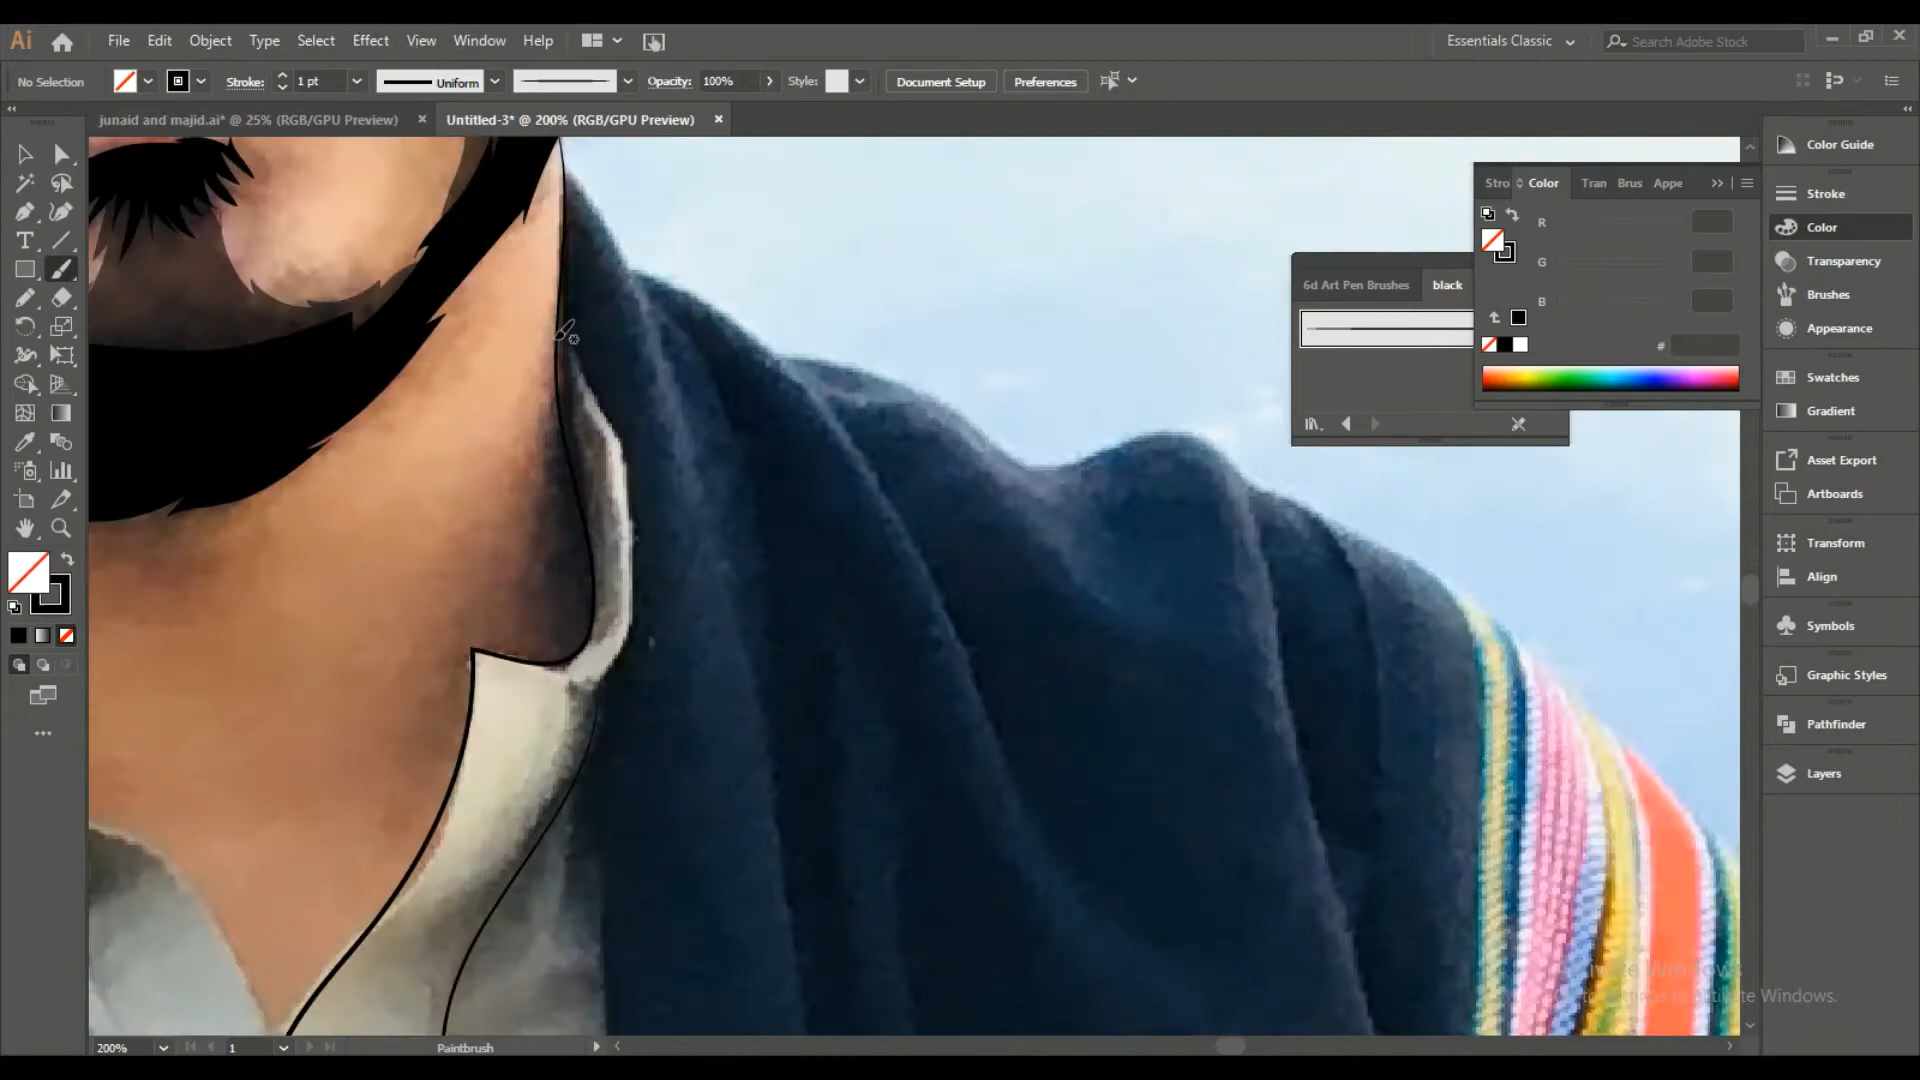 Ai File Edit Object Type Select Effect View Window Help Essentials Classic Search Adobe Stock
No Selection Stroke: 1 pt Uniform Opacity: 100% Style: Document Setup Preferences
junaid and majid.ai* @ 25% (RGB/GPU Preview) Untitled-3* @ 200% (RGB/GPU Preview)
Color Guide
Stro Color Tran Brus Appe
Stroke
R
Color
G
Transparency
6d Art Pen Brushes black
Brushes
B
Appearance
#
Swatches
Gradient
Asset Export
Artboards
Transform
Align
Symbols
Graphic Styles
Pathfinder
Layers
Windows
Activate Windows.
200% 1 Paintbrush